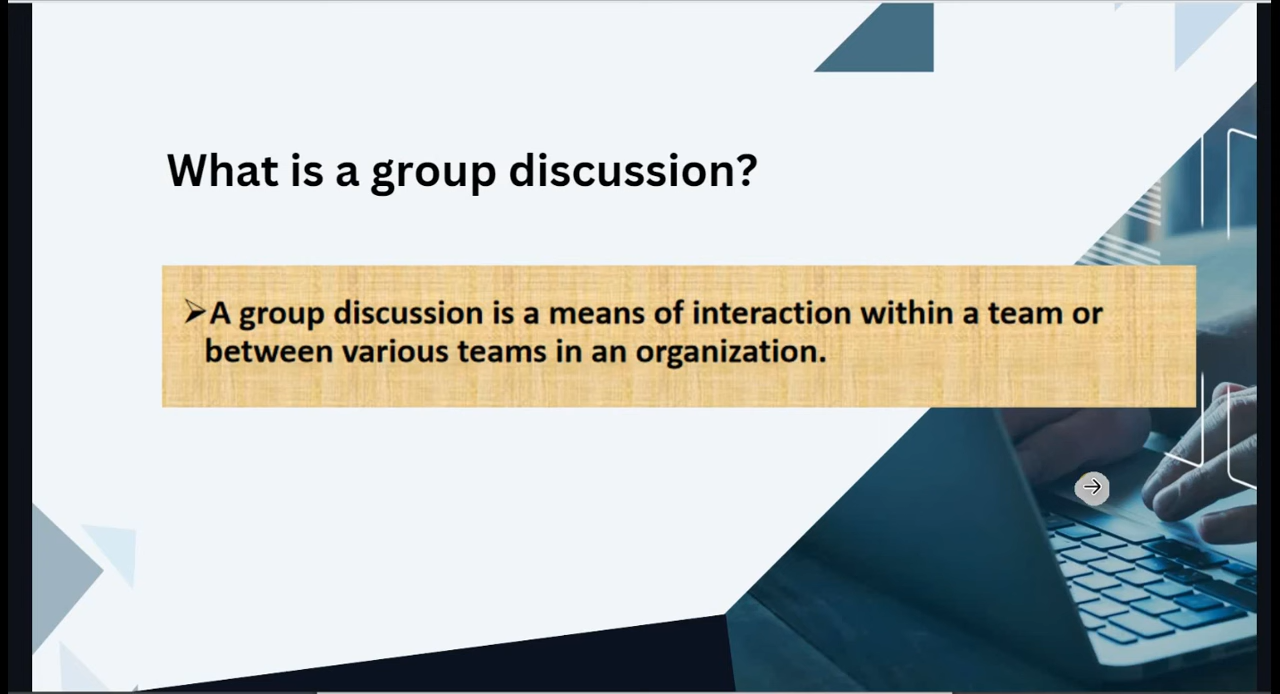 What is a group discussion?
➢A group discussion is a means of interaction within a team or
between various teams in an organization.